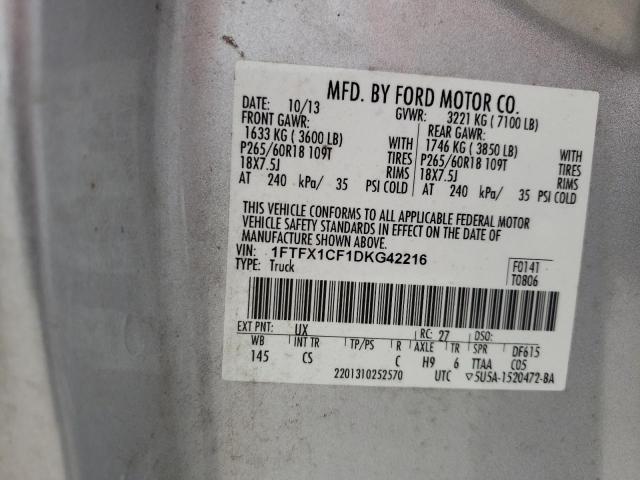 MFD. BY FORD MOTOR CO.
DATE: 10/13 GVWR: 3221 KG ( 7100 LB)
FRONT GAWR: REAR GAWR:
1633 KG ( 3600 LB) WITH 1746 KG ( 3850 LB) WITH
P265/60R18 109T TIRES P265/60R18 109T TIRES
18X7.5J RIMS 18X7.5J RIMS
AT 240 kPa/ 35 PSI COLD AT 240 kPa/ 35 PSI COLD
THIS VEHICLE CONFORMS TO ALL APPLICABLE FEDERAL MOTOR
VEHICLE SAFETY STANDARDS IN EFFECT ON THE DATE OF
MANUFACTURE SHOWN ABOVE.
VIN: 1FTFX1CF1DKG42216 F0141
TYPE: Truck T0806
EXT PNT: UX RC: 27 DSO:
WB INT TR TP/PS R AXLE TR SPR DF615
145 CS C H9 6 TTAA C05
2201310252570 UTC ▽5U5A-1520472-BA